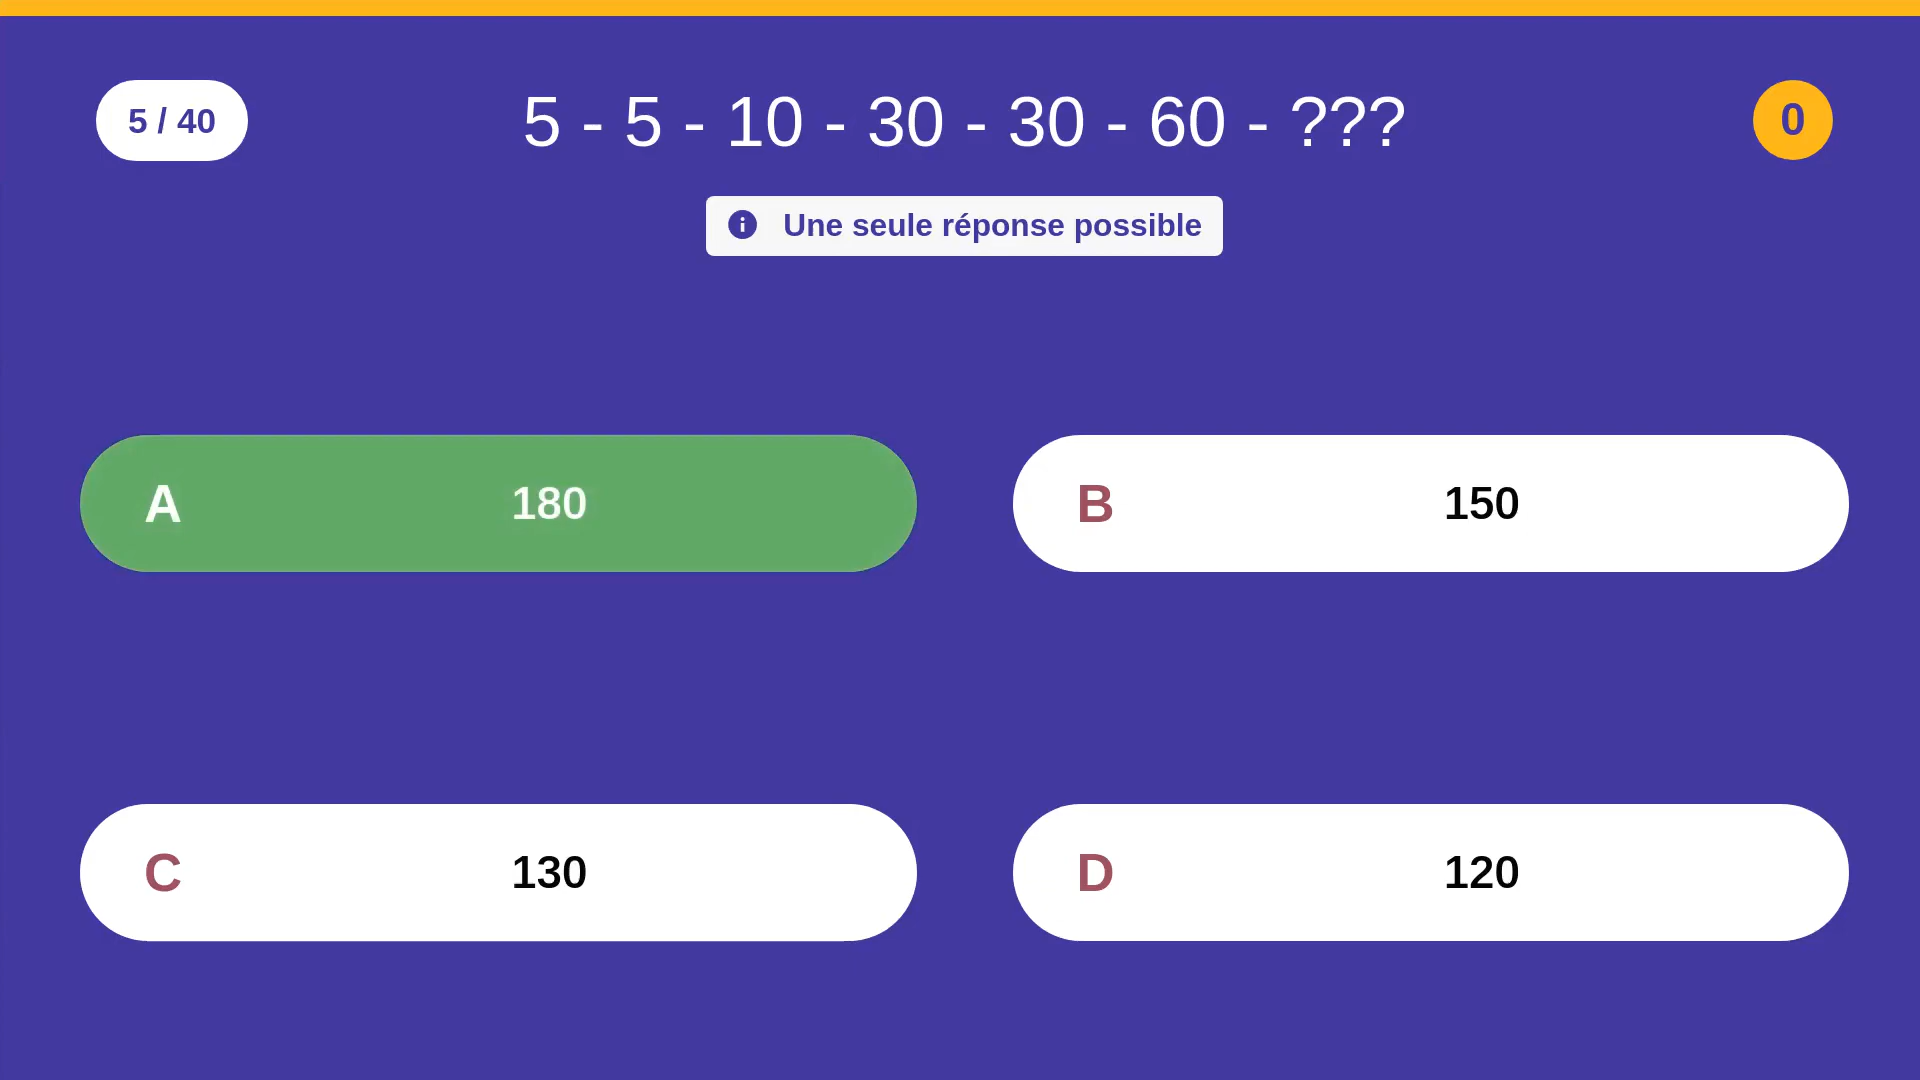 5 / 40
5 - 5 - 10 - 30 - 30 - 60 - ???
0
Une seule réponse possible
A 180
B 150
C 130
D 120